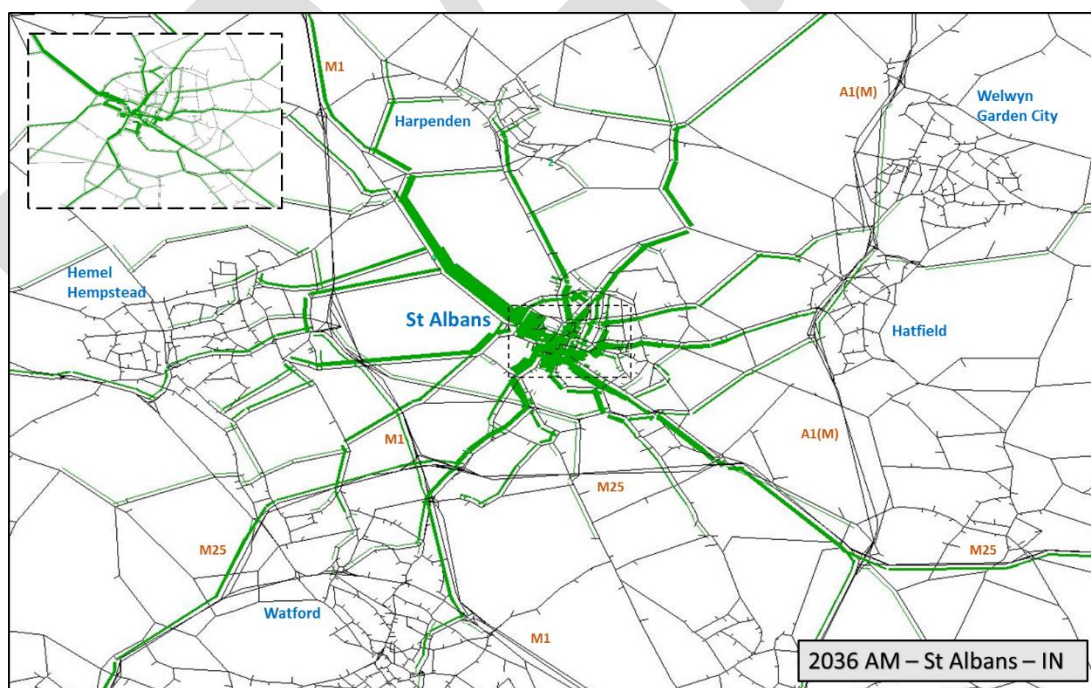 M1
Harpenden
A1(M)
Welwyn
Garden City
Hemel
Hempstead
St Albans
Hatfield
M1
A1(M)
M25
M25
M25
Watford
M1
2036 AM – St Albans – IN